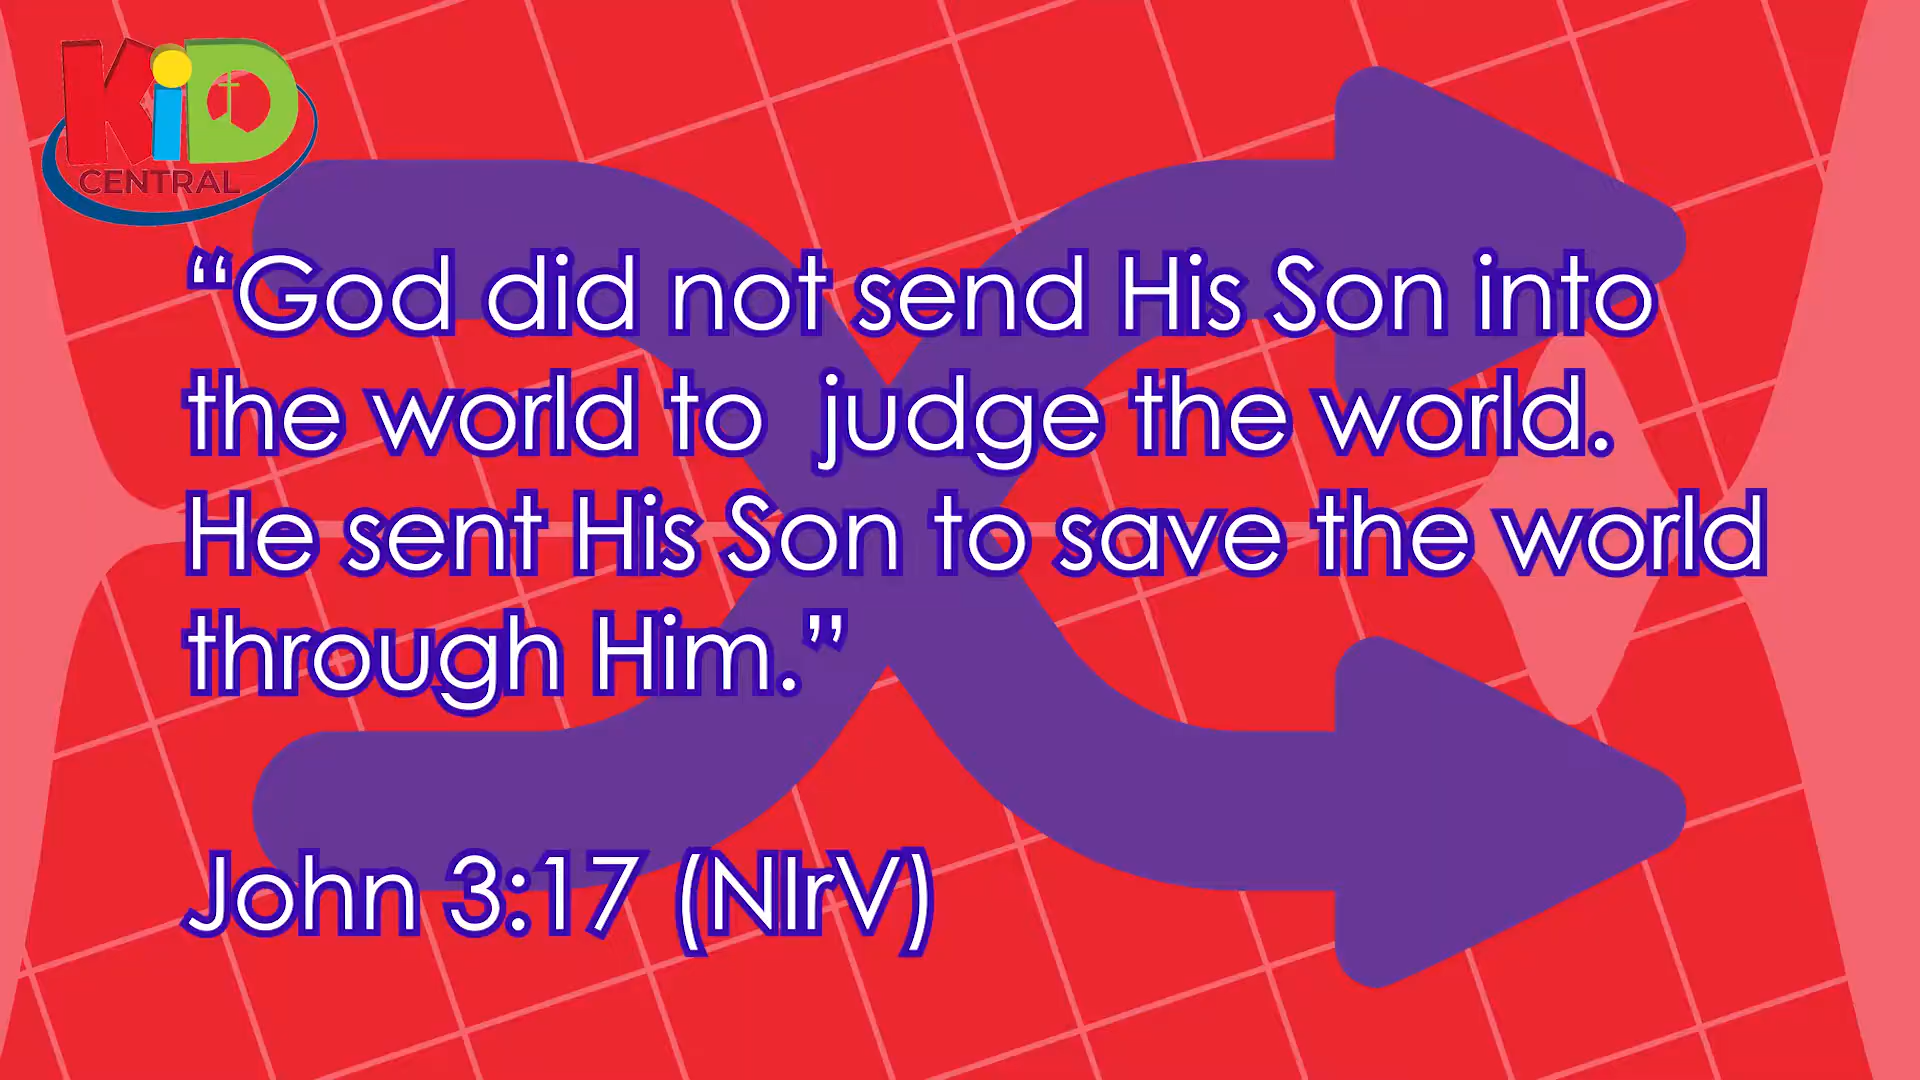 KiD
CENTRAL
“God did not send His Son into
the world to  judge the world.
He sent His Son to save the world
through Him.”
John 3:17 (NIrV)